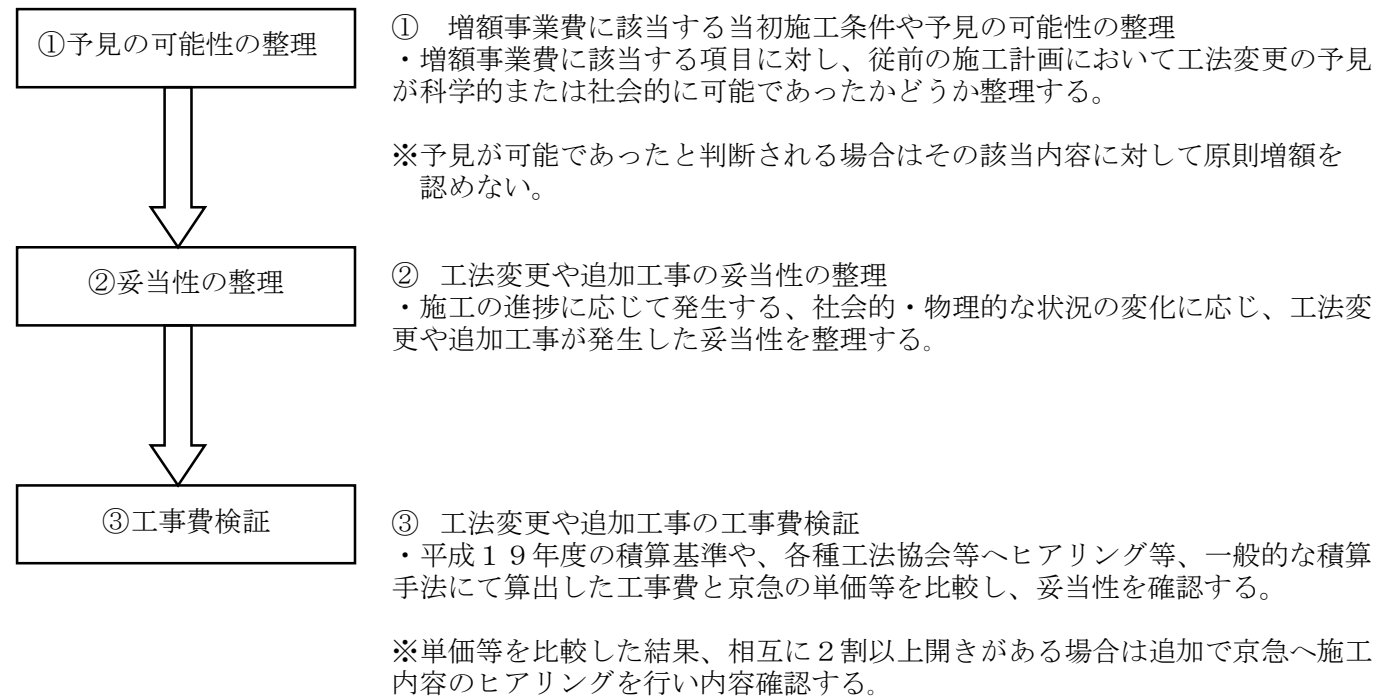 ①予見の可能性の整理
①　増額事業費に該当する当初施工条件や予見の可能性の整理
・増額事業費に該当する項目に対し、従前の施工計画において工法変更の予見
が科学的または社会的に可能であったかどうか整理する。
※予見が可能であったと判断される場合はその該当内容に対して原則増額を
認めない。
②妥当性の整理
②　工法変更や追加工事の妥当性の整理
・施工の進捗に応じて発生する、社会的・物理的な状況の変化に応じ、工法変
更や追加工事が発生した妥当性を整理する。
③工事費検証
③　工法変更や追加工事の工事費検証
・平成１９年度の積算基準や、各種工法協会等へヒアリング等、一般的な積算
手法にて算出した工事費と京急の単価等を比較し、妥当性を確認する。
※単価等を比較した結果、相互に２割以上開きがある場合は追加で京急へ施工
内容のヒアリングを行い内容確認する。